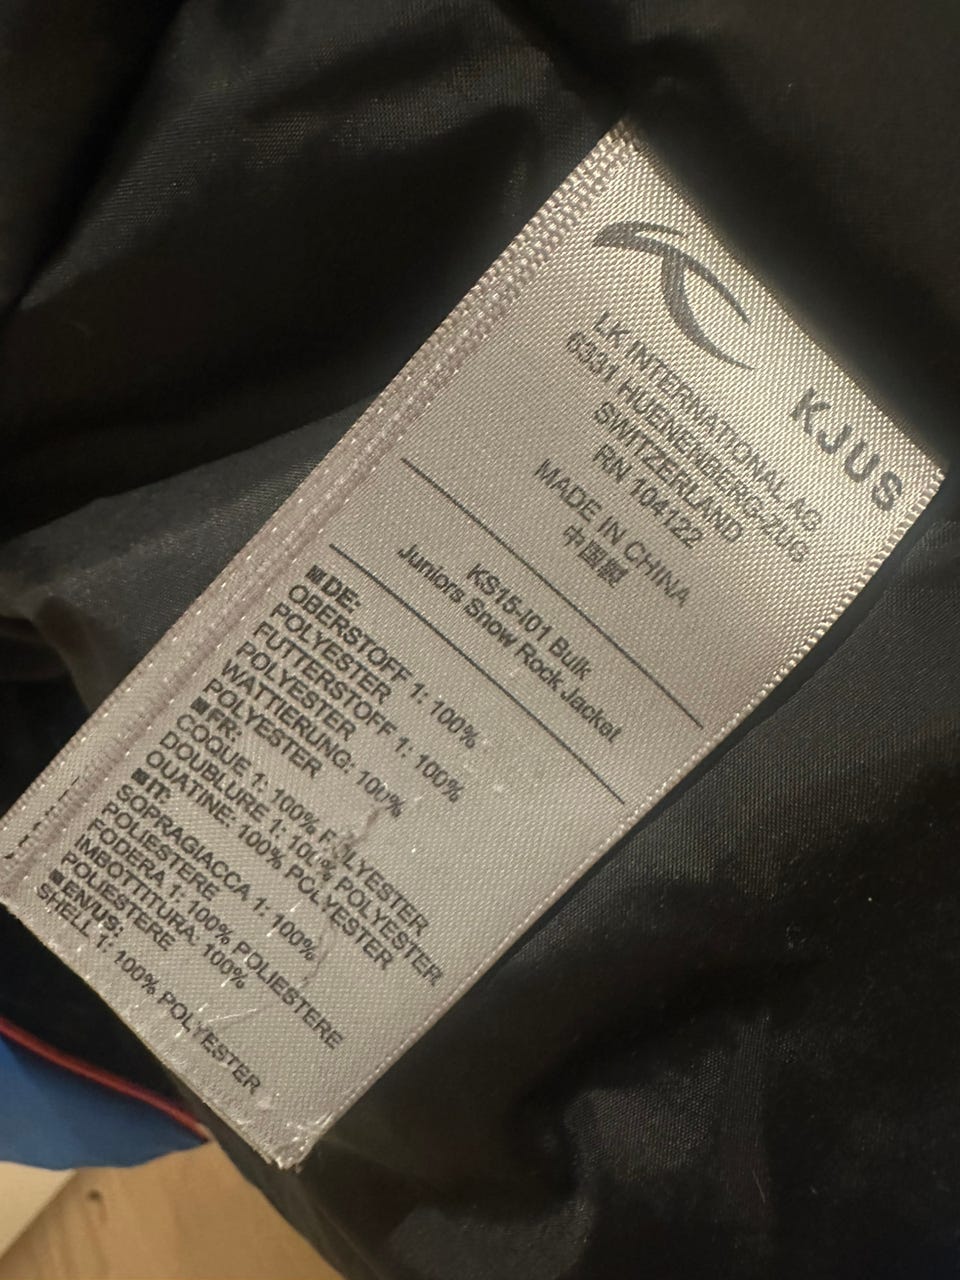 KJUS
LK INTERNATIONAL AG
6331 HUENENBERG-ZUG
SWITZERLAND
RN 104122
MADE IN CHINA
中国製
KS15-I01 Bulk
Juniors Snow Rock Jacket
■DE:
OBERSTOFF 1: 100%
POLYESTER
FUTTERSTOFF 1: 100%
POLYESTER
WATTIERUNG: 100%
POLYESTER
■FR:
COQUE 1: 100% POLYESTER
DOUBLURE 1: 100% POLYESTER
OUATINE: 100% POLYESTER
■IT:
SOPRAGIACCA 1: 100%
POLIESTERE
FODERA 1: 100% POLIESTERE
IMBOTTITURA: 100%
POLIESTERE
■EN/US:
SHELL 1: 100% POLYESTER